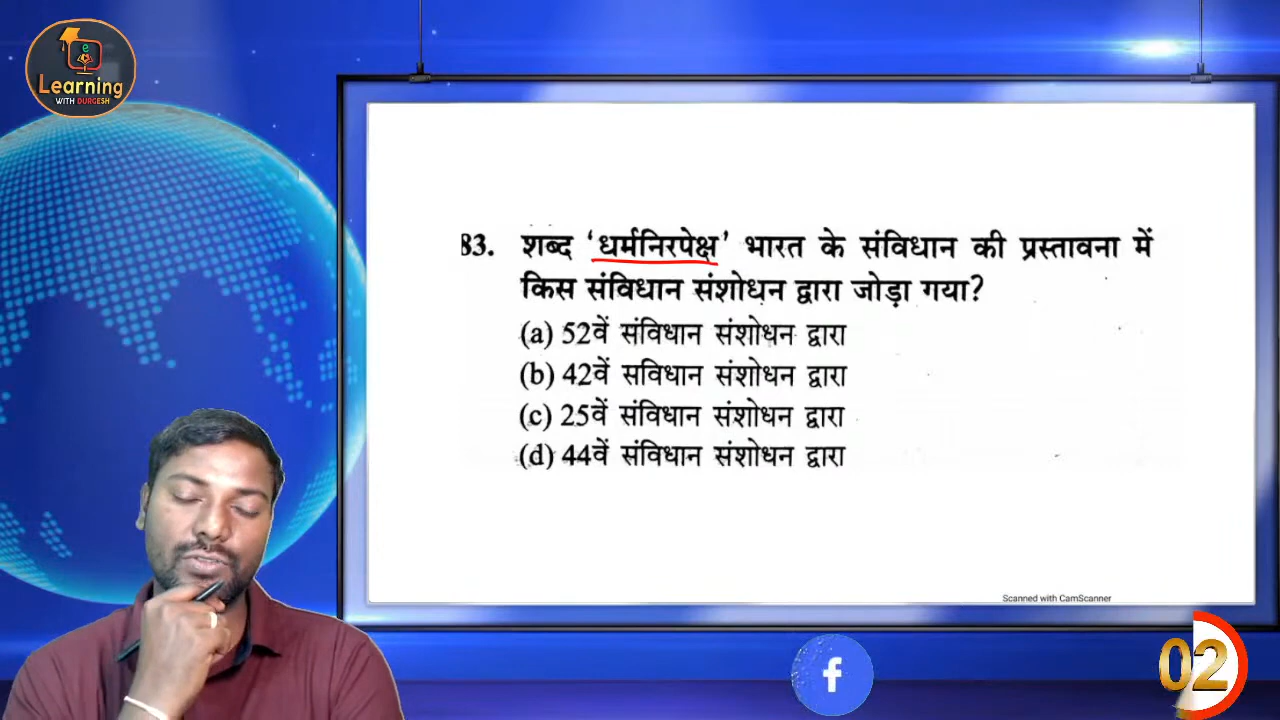 e
Learning
WITH DURGESH
83. शब्द 'धर्मनिरपेक्ष' भारत के संविधान की प्रस्तावना में
किस संविधान संशोधन द्वारा जोड़ा गया?
(a) 52वें संविधान संशोधन द्वारा
(b) 42वें सविधान संशोधन द्वारा
(c) 25वें संविधान संशोधन द्वारा
(d) 44वें संविधान संशोधन द्वारा
Scanned with CamScanner
f
02